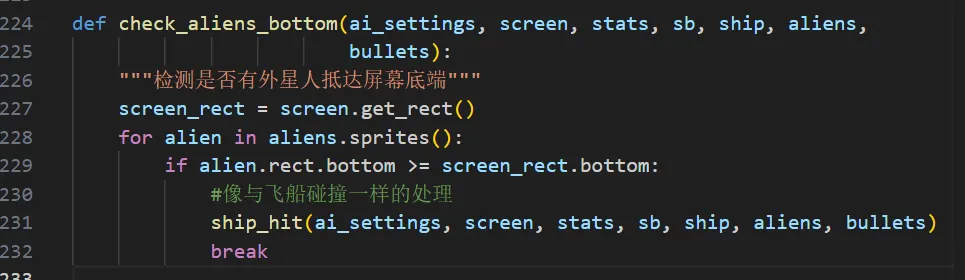 224 def check_aliens_bottom(ai_settings, screen, stats, sb, ship, aliens,
225                         bullets):
226     """检测是否有外星人抵达屏幕底端"""
227     screen_rect = screen.get_rect()
228     for alien in aliens.sprites():
229         if alien.rect.bottom >= screen_rect.bottom:
230             #像与飞船碰撞一样的处理
231             ship_hit(ai_settings, screen, stats, sb, ship, aliens, bullets)
232             break
233